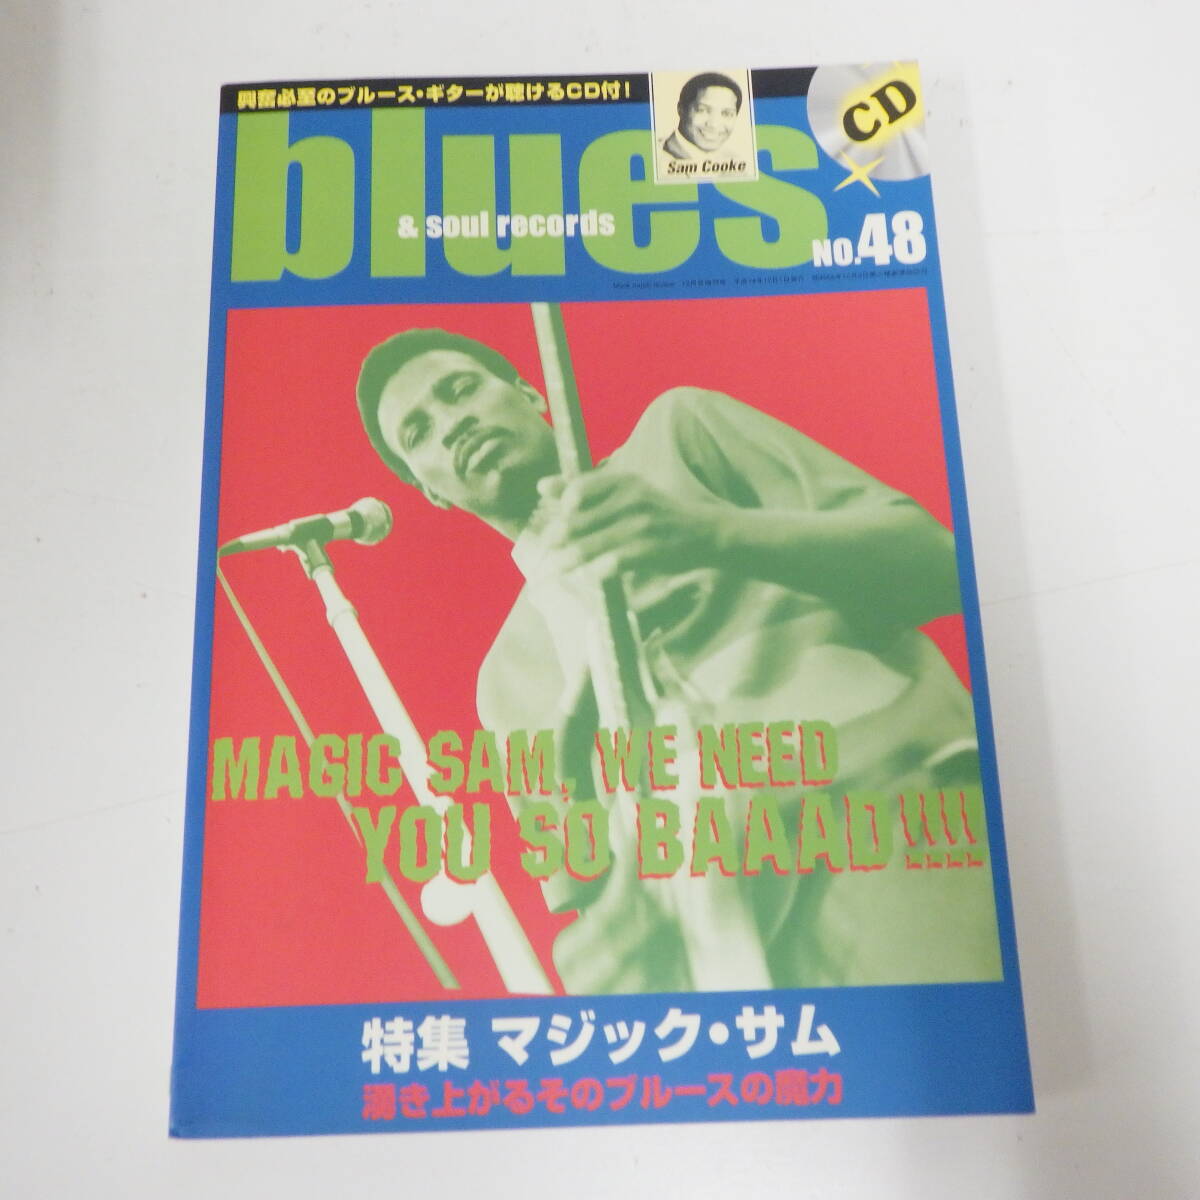 興奮必至のブルース・ギターが聴けるCD付!
CD
Sam Cooke
blues
& soul records
NO.48
MAGIC SAM, WE NEED
YOU SO BAAAD!!!!
特集 マジック・サム
湧き上がるそのブルースの魔力